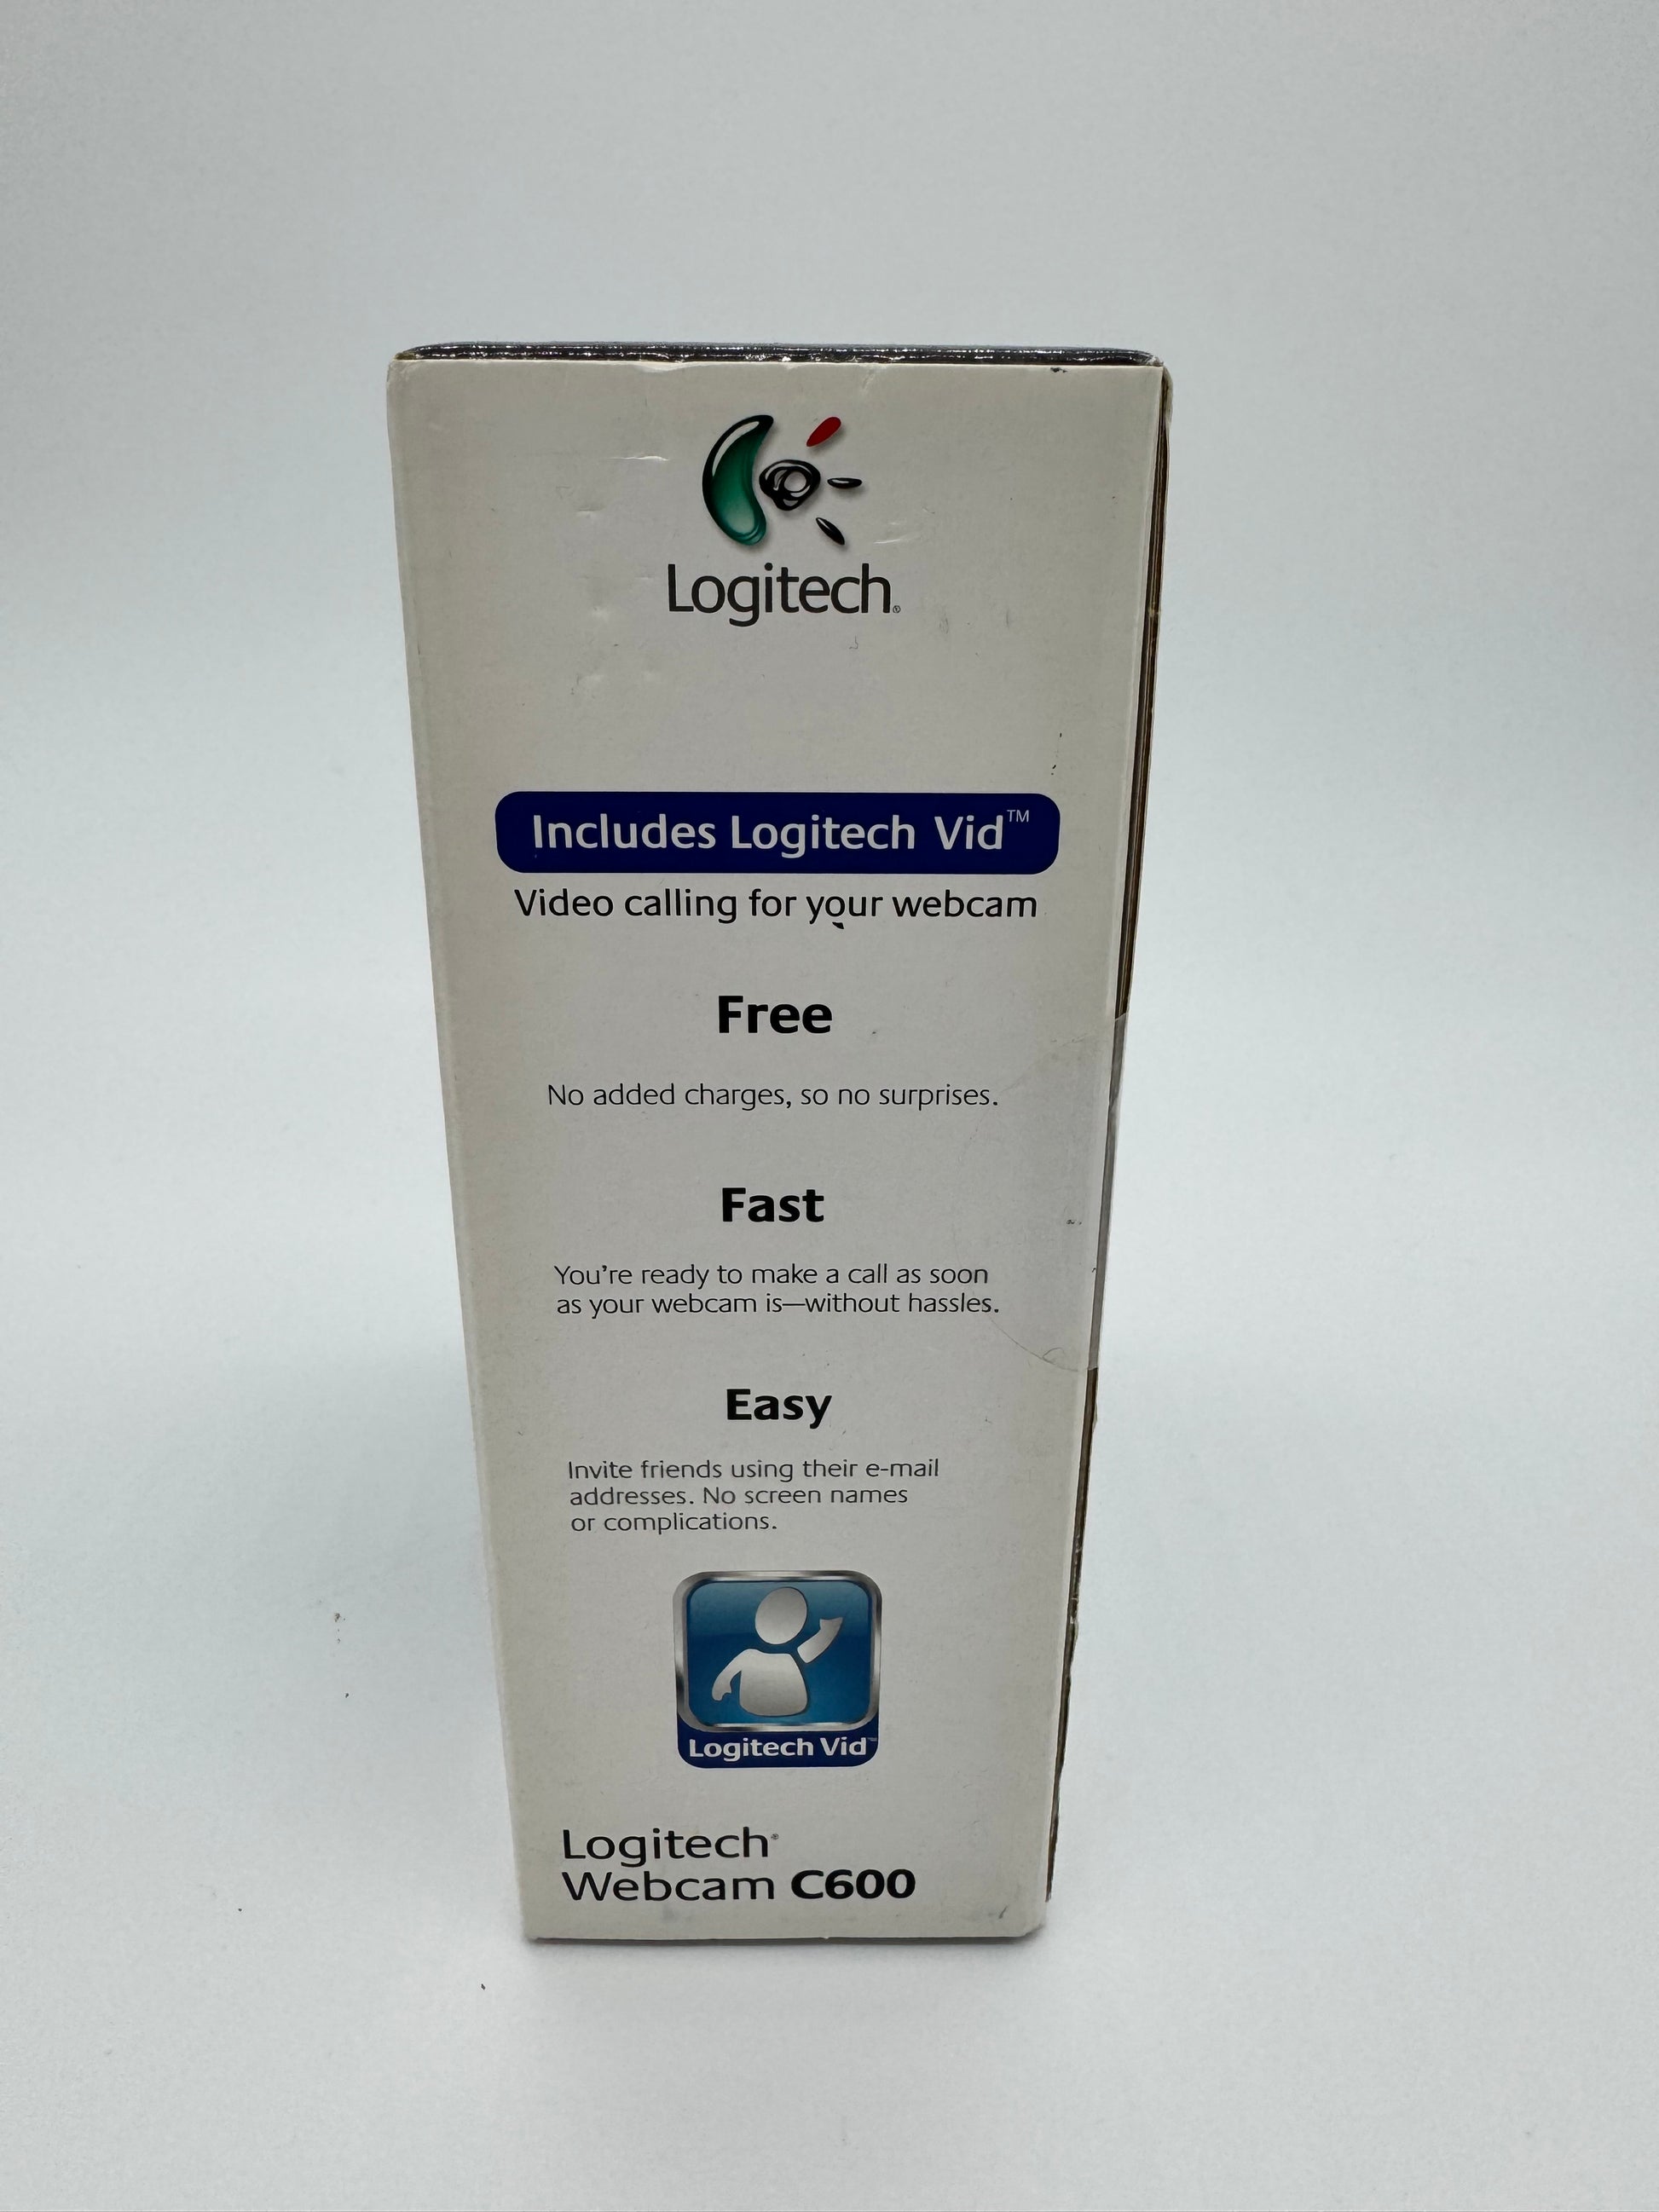 Logitech®
Includes Logitech Vid™
Video calling for your webcam
Free
No added charges, so no surprises.
Fast
You're ready to make a call as soon
as your webcam is—without hassles.
Easy
Invite friends using their e-mail
addresses. No screen names
or complications.
Logitech Vid™
Logitech®
Webcam C600